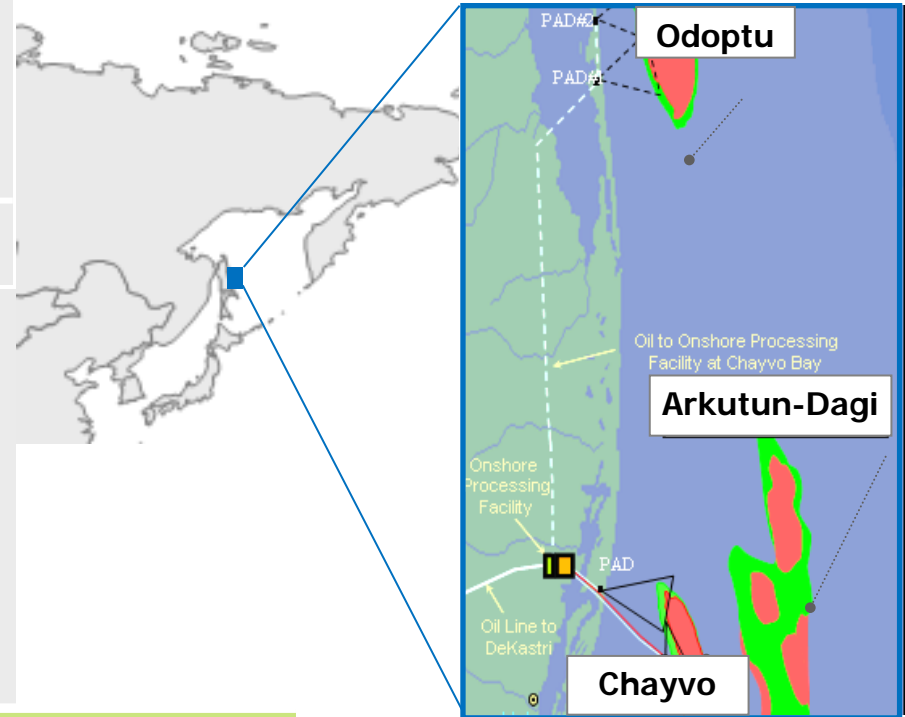 PAD#2
Odoptu
PAD#
Oil to Onshore Processing
Facility at Chayvo Bay
Arkutun-Dagi
Onshore
Processing
Facility
PAD
Oil Line to
DeKastri
Chayvo